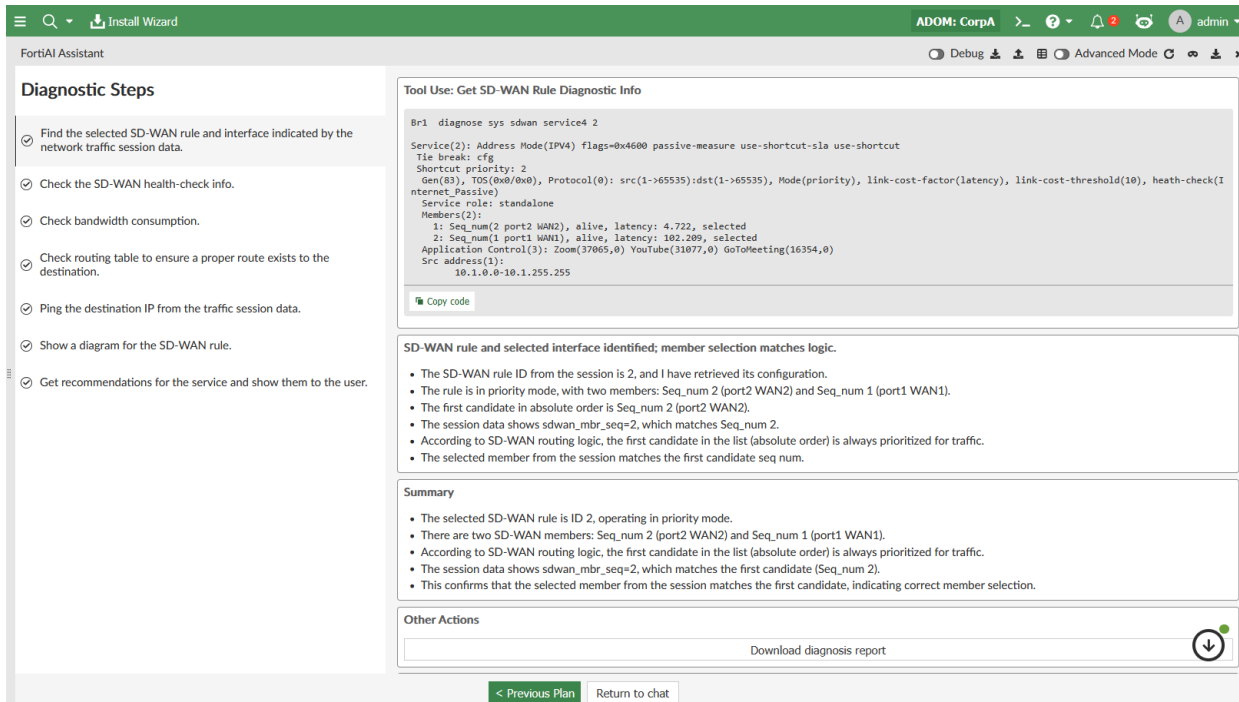 Install Wizard
ADOM: CorpA
2
A
admin
FortiAI Assistant
Debug
Advanced Mode
Diagnostic Steps
Find the selected SD-WAN rule and interface indicated by the
network traffic session data.
Check the SD-WAN health-check info.
Check bandwidth consumption.
Check routing table to ensure a proper route exists to the
destination.
Ping the destination IP from the traffic session data.
Show a diagram for the SD-WAN rule.
Get recommendations for the service and show them to the user.
Tool Use: Get SD-WAN Rule Diagnostic Info
Br1 diagnose sys sdwan service4 2
Service(2): Address Mode(IPV4) flags=0x4600 passive-measure use-shortcut-sla use-shortcut
Tie break: cfg
Shortcut priority: 2
Gen(83), TOS(0x0/0x0), Protocol(0): src(1->65535):dst(1->65535), Mode(priority), link-cost-factor(latency), link-cost-threshold(10), heath-check(I
nternet_Passive)
Service role: standalone
Members(2):
1: Seq_num(2 port2 WAN2), alive, latency: 4.722, selected
2: Seq_num(1 port1 WAN1), alive, latency: 102.209, selected
Application Control(3): Zoom(37065,0) YouTube(31077,0) GoToMeeting(16354,0)
Src address(1):
10.1.0.0-10.1.255.255
Copy code
SD-WAN rule and selected interface identified; member selection matches logic.
• The SD-WAN rule ID from the session is 2, and I have retrieved its configuration.
• The rule is in priority mode, with two members: Seq_num 2 (port2 WAN2) and Seq_num 1 (port1 WAN1).
• The first candidate in absolute order is Seq_num 2 (port2 WAN2).
• The session data shows sdwan_mbr_seq=2, which matches Seq_num 2.
• According to SD-WAN routing logic, the first candidate in the list (absolute order) is always prioritized for traffic.
• The selected member from the session matches the first candidate seq num.
Summary
• The selected SD-WAN rule is ID 2, operating in priority mode.
• There are two SD-WAN members: Seq_num 2 (port2 WAN2) and Seq_num 1 (port1 WAN1).
• According to SD-WAN routing logic, the first candidate in the list (absolute order) is always prioritized for traffic.
• The session data shows sdwan_mbr_seq=2, which matches the first candidate (Seq_num 2).
• This confirms that the selected member from the session matches the first candidate, indicating correct member selection.
Other Actions
Download diagnosis report
< Previous Plan
Return to chat